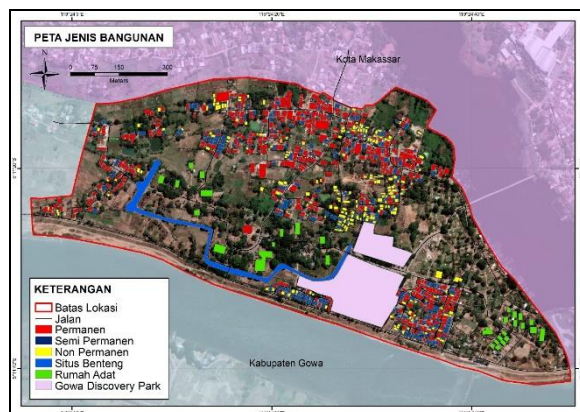 PETA JENIS BANGUNAN
N
0 75 150 300
Meters
Kota Makassar
KETERANGAN
Batas Lokasi
Jalan
Permanen
Semi Permanen
Non Permanen
Situs Benteng
Rumah Adat
Gowa Discovery Park
Kabupaten Gowa